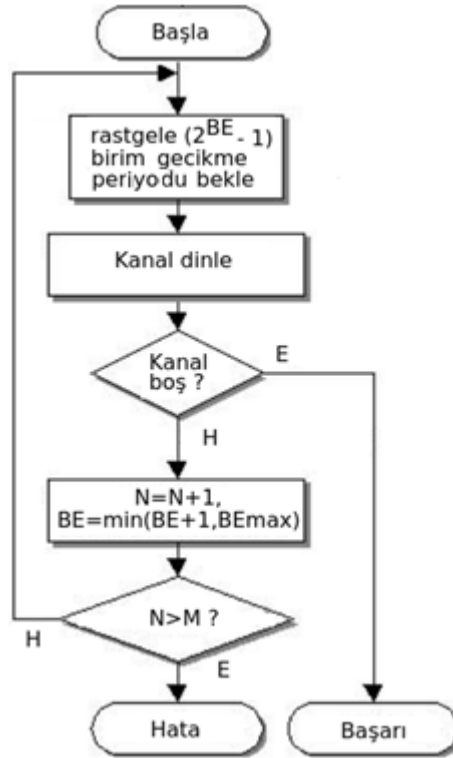 Başla
rastgele (2^BE - 1)
birim gecikme
periyodu bekle
Kanal dinle
Kanal
boş ?
E
H
N=N+1,
BE=min(BE+1,BEmax)
N>M ?
H
E
Hata
Başarı